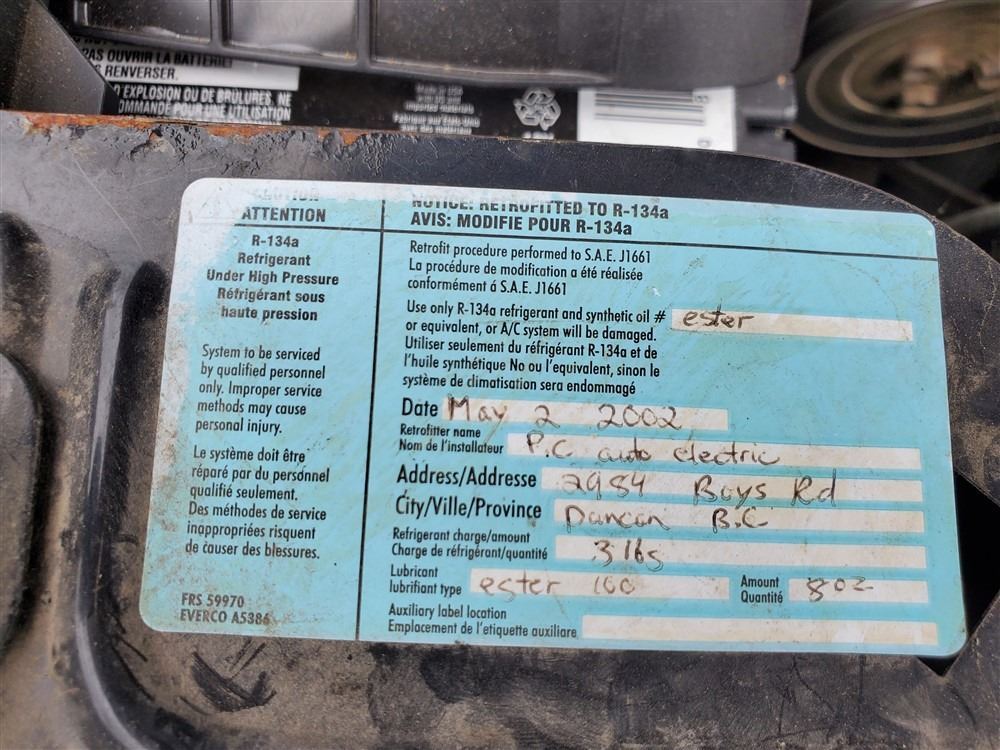 PAS OUVRIR LA BATTERIE
RENVERSER.
D'EXPLOSION OU DE BRÛLURES. NE
POUR UNE UTILISATION
CAUTION
ATTENTION
R-134a
Refrigerant
Under High Pressure
Réfrigérant sous
haute pression
System to be serviced
by qualified personnel
only. Improper service
methods may cause
personal injury.
Le système doit être
réparé par du personnel
qualifié seulement.
Des méthodes de service
inappropriées risquent
de causer des blessures.
FRS 59970
EVERCO A5386
NOTICE: RETROFITTED TO R-134a
AVIS: MODIFIE POUR R-134a
Retrofit procedure performed to S.A.E. J1661
La procédure de modification a été réalisée
conformément á S.A.E. J1661
Use only R-134a refrigerant and synthetic oil # ester
or equivalent, or A/C system will be damaged.
Utiliser seulement du réfrigérant R-134a et de
l'huile synthétique No ou l'equivalent, sinon le
système de climatisation sera endommagé
Date May 2 2002
Retrofitter name
Nom de l'installateur P.C auto electric
Address/Addresse 2984 Boys Rd
City/Ville/Province Duncan B.C
Refrigerant charge/amount
Charge de réfrigérant/quantité 3 lbs
Lubricant
lubrifiant type ester 100
Amount
Quantité 8oz
Auxiliary label location
Emplacement de l'etiquette auxiliare